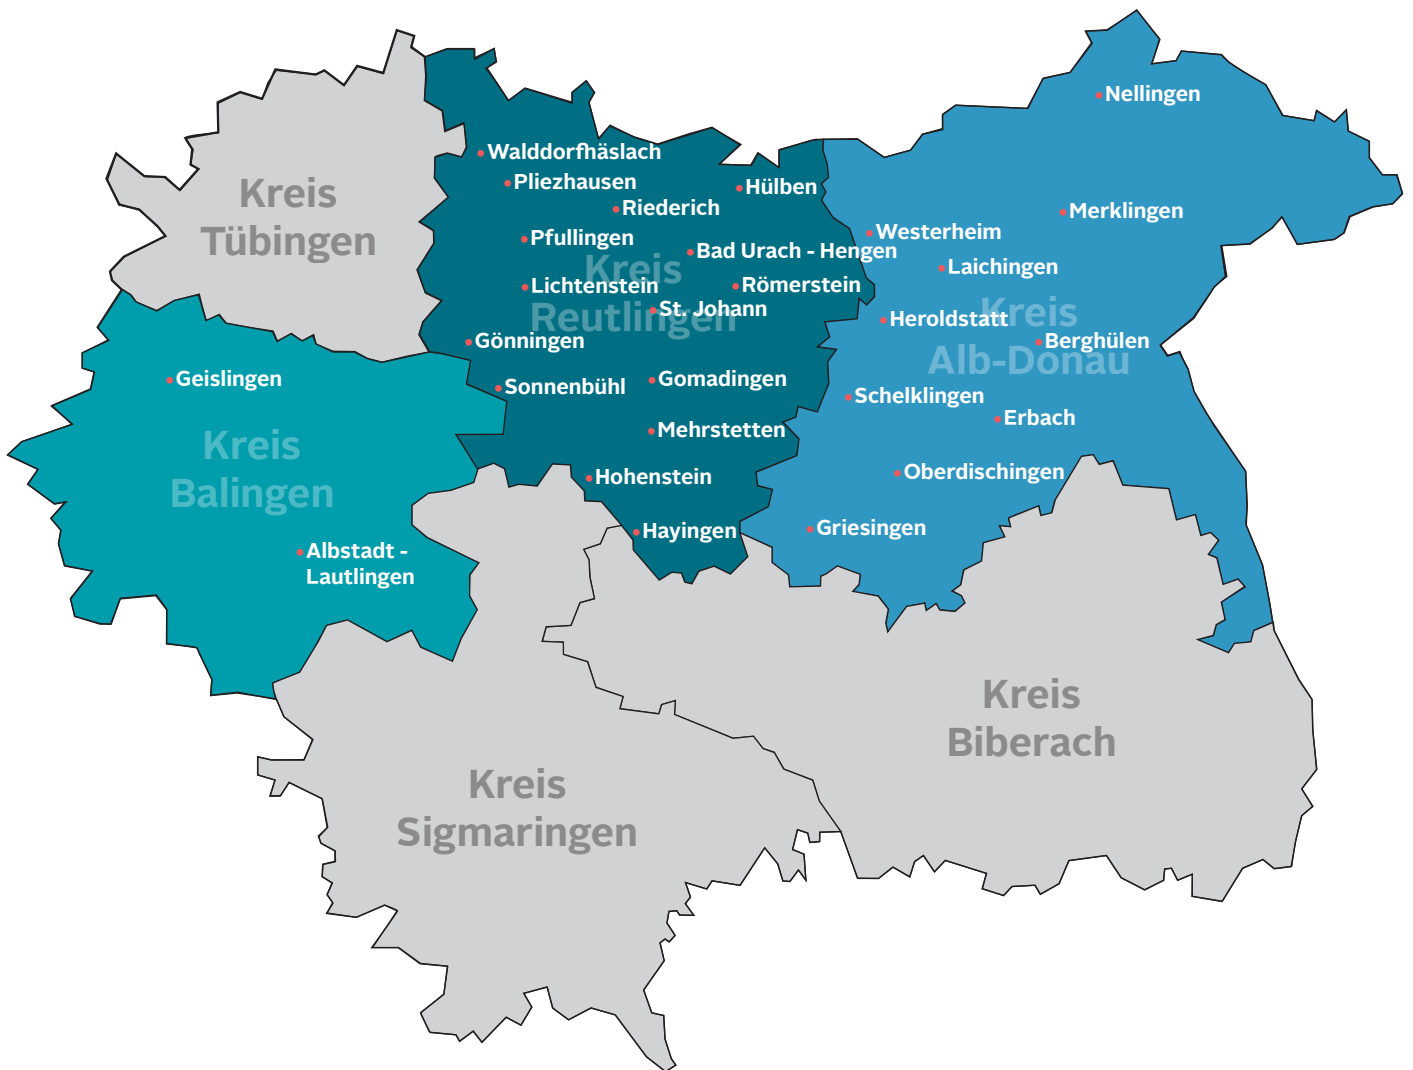 Nellingen
Walddorfhäslach
Pliezhausen
Hülben
Kreis
Tübingen
Riederich
Merklingen
Pfullingen
Westerheim
Bad Urach - Hengen
Laichingen
Kreis
Reutlingen
Lichtenstein
Römerstein
St. Johann
Kreis
Alb-Donau
Heroldstatt
Gönningen
Berghülen
Geislingen
Sonnenbühl
Gomadingen
Schelklingen
Erbach
Mehrstetten
Kreis
Balingen
Hohenstein
Oberdischingen
Hayingen
Griesingen
Albstadt -
Lautlingen
Kreis
Biberach
Kreis
Sigmaringen